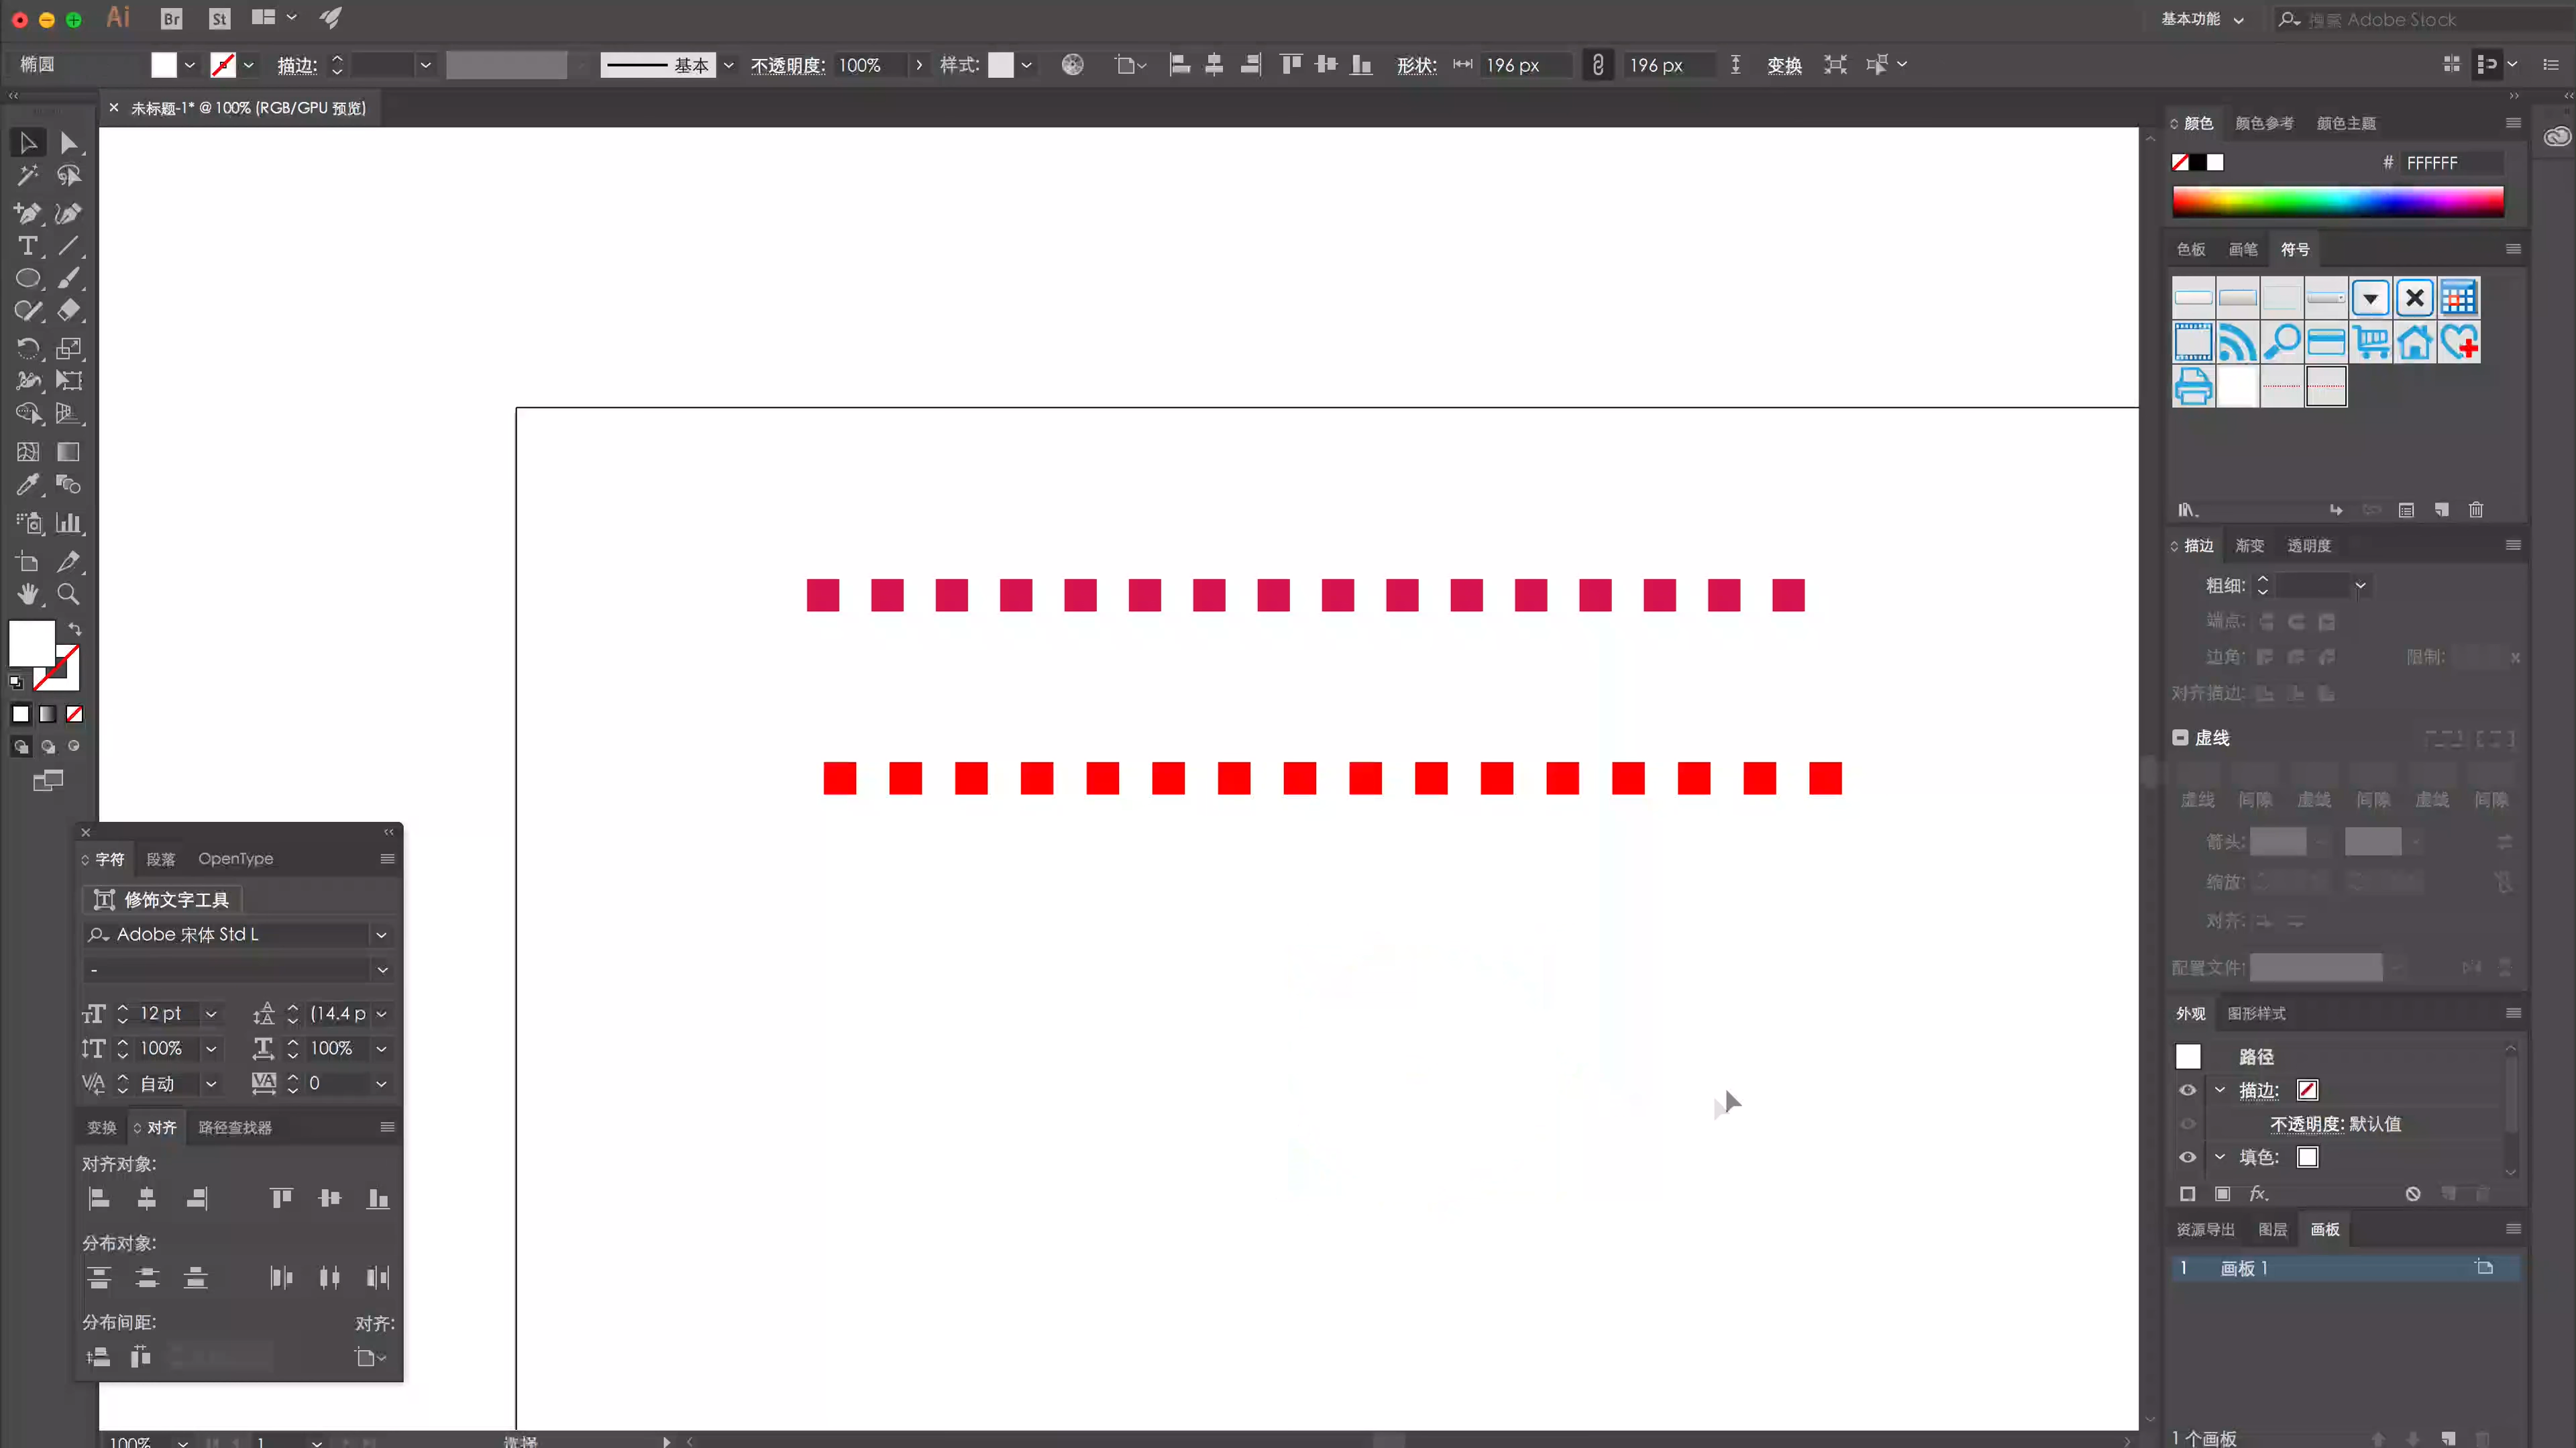 Ai Br St 基本功能 搜索 Adobe Stock
椭圆 描边: 基本 不透明度: 100% 样式: 形状: 196 px 196 px 变换
× 未标题-1* @ 100% (RGB/GPU 预览)
颜色 颜色参考 颜色主题
# FFFFFF
色板 画笔 符号
描边 渐变 透明度
粗细:
端点:
边角: 限制: x
对齐描边:
虚线
虚线 间隙 虚线 间隙 虚线 间隙
箭头:
缩放:
对齐:
配置文件:
外观 图形样式
路径
描边:
不透明度: 默认值
填色:
fx.
资源导出 图层 画板
1 画板 1
1 个画板
字符 段落 OpenType
修饰文字工具
Adobe 宋体 Std L
-
12 pt (14.4 p
100% 100%
自动 0
变换 对齐 路径查找器
对齐对象:
分布对象:
分布间距: 对齐:
100% 1 选择